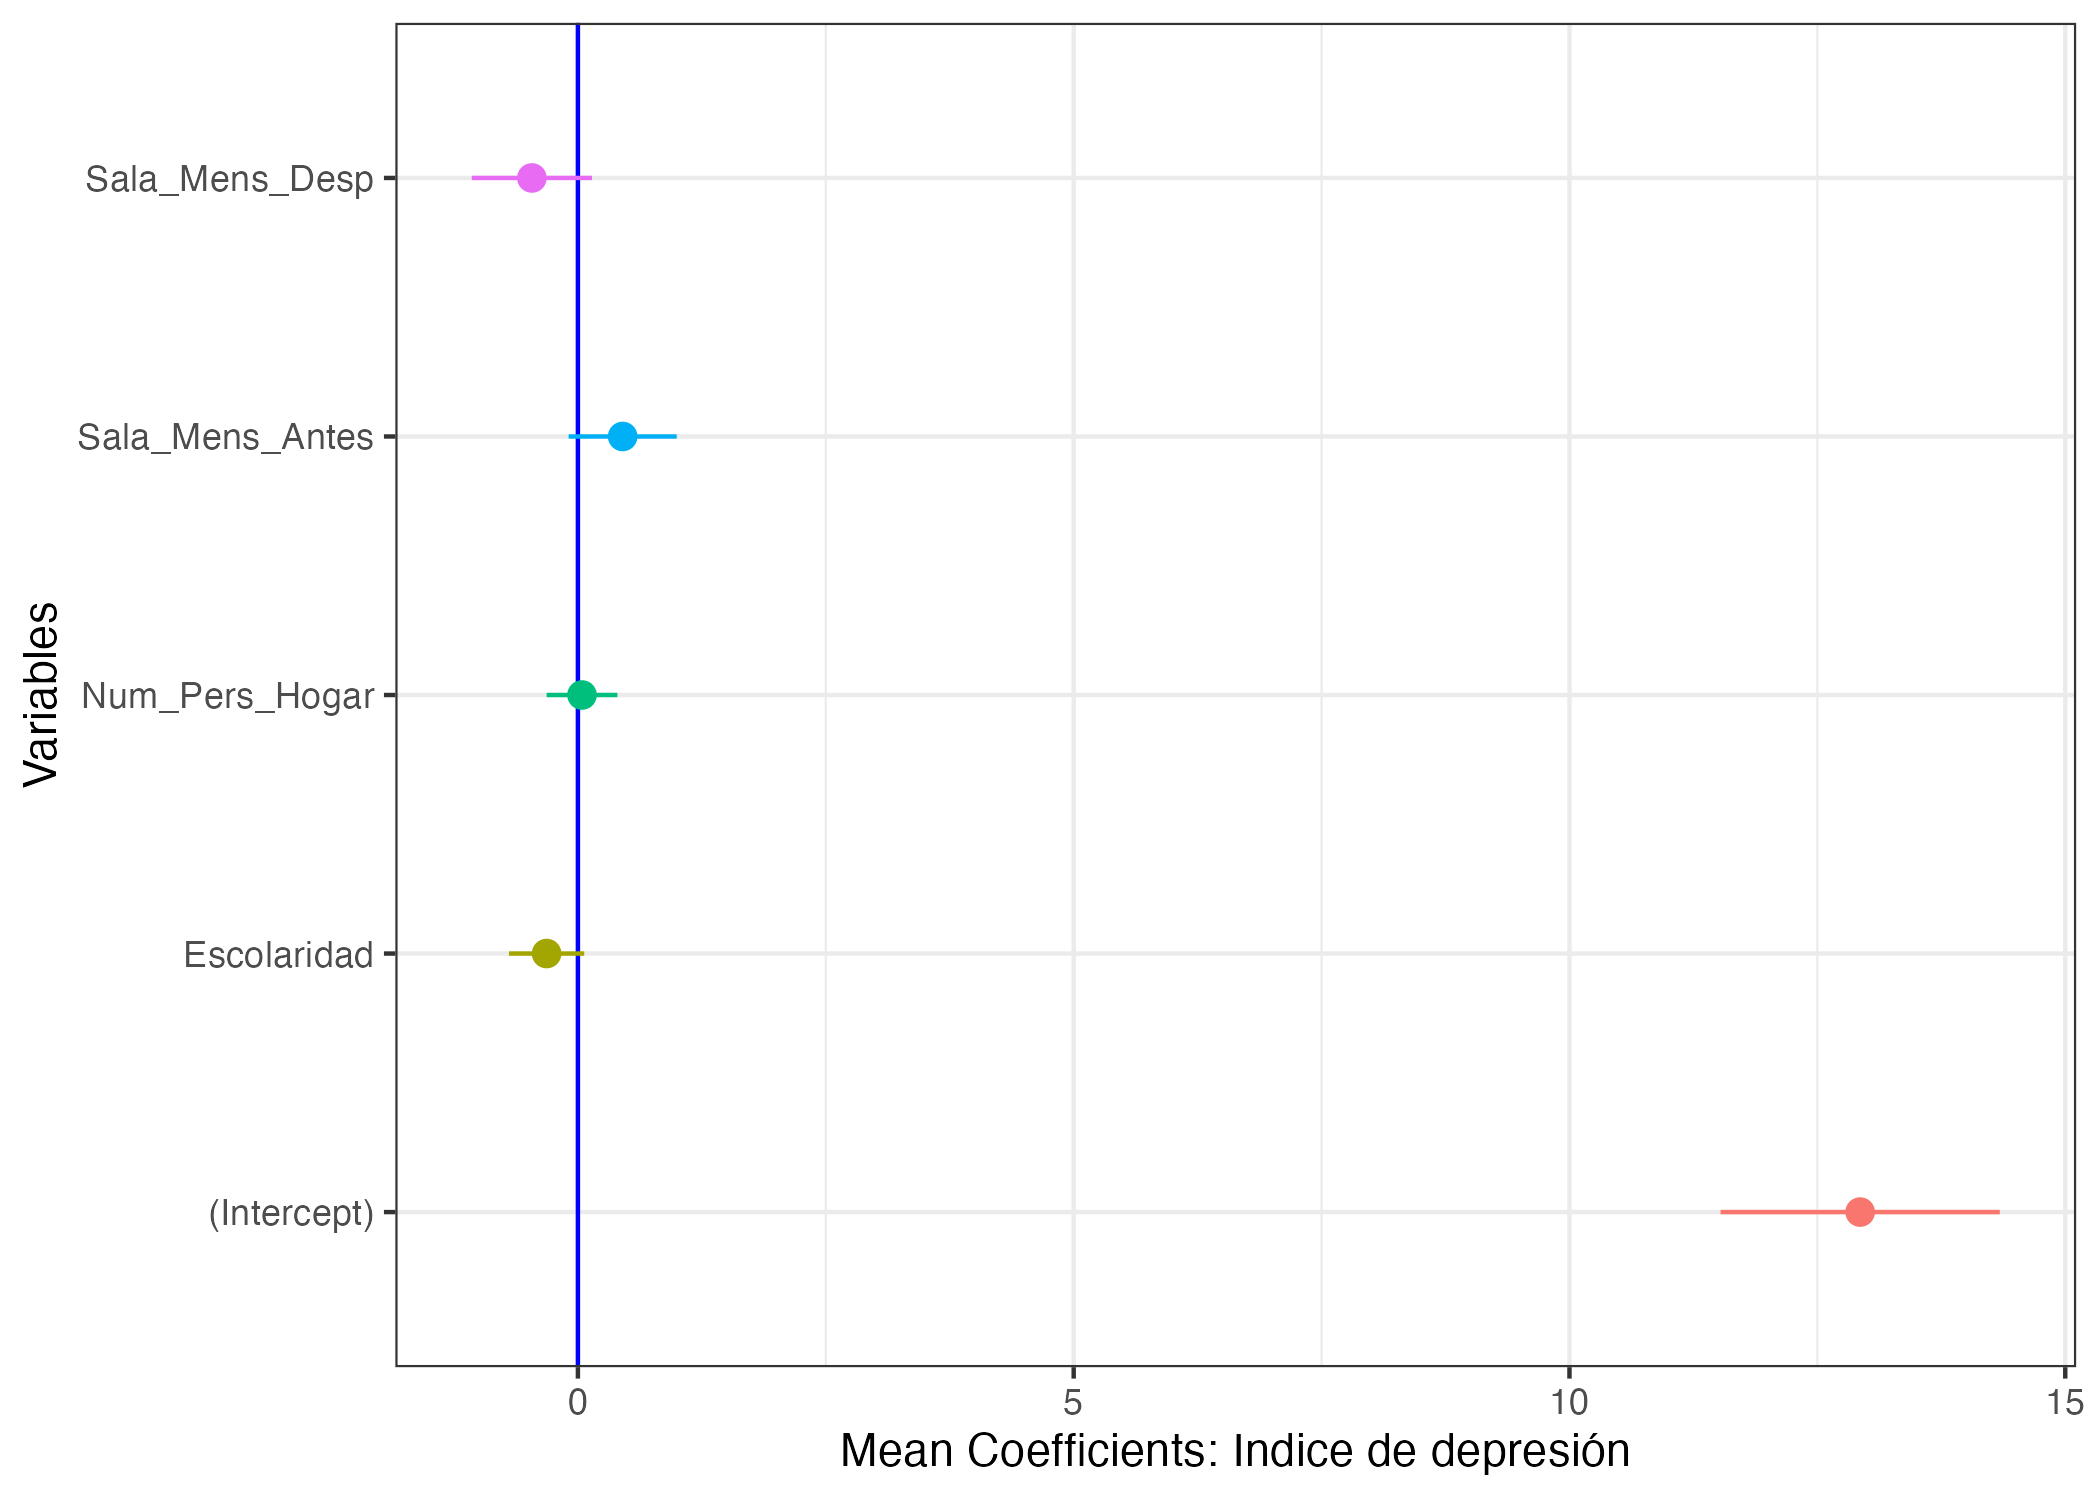 Variables
Sala_Mens_Desp
Sala_Mens_Antes
Num_Pers_Hogar
Escolaridad
(Intercept)
0 5 10 15
Mean Coefficients: Indice de depresión